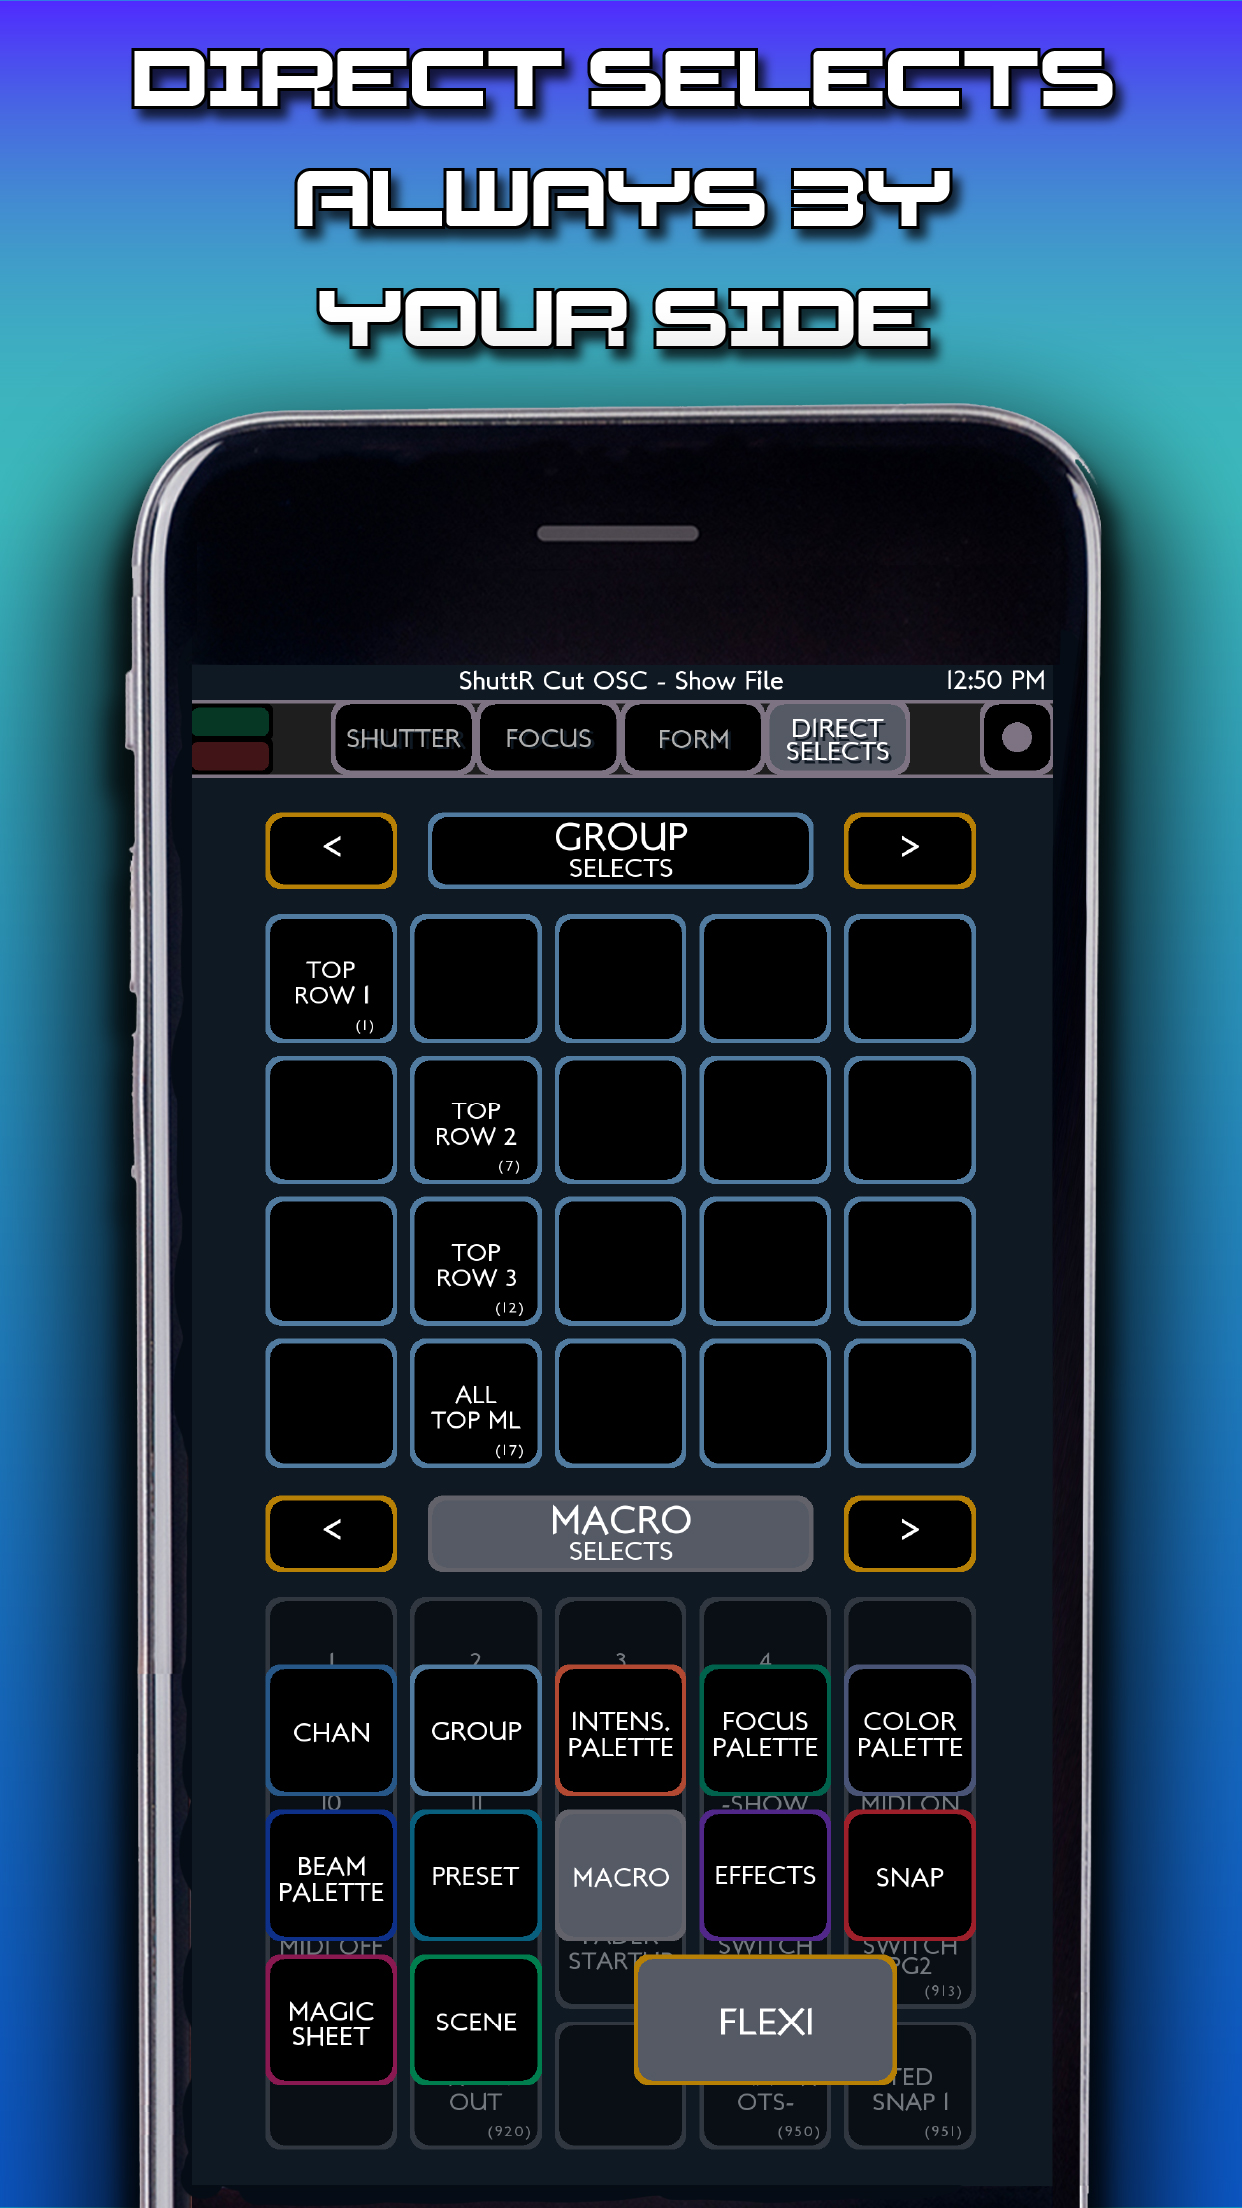 DIRECT SELECTS
ALWAYS BY
YOUR SIDE
ShuttR Cut OSC - Show File
12:50 PM
SHUTTER
FOCUS
FORM
DIRECT
SELECTS
<
GROUP
SELECTS
>
TOP
ROW 1
(1)
TOP
ROW 2
(7)
TOP
ROW 3
(12)
ALL
TOP ML
(17)
<
MACRO
SELECTS
>
1
2
3
4
CHAN
GROUP
INTENS.
PALETTE
FOCUS
PALETTE
COLOR
PALETTE
10
11
-SHOW
MIDI ON
BEAM
PALETTE
PRESET
MACRO
EFFECTS
SNAP
MIDI OFF
FADER
STARTUP
SWITCH
SWITCH
PG2
(913)
MAGIC
SHEET
SCENE
FLEXI
OUT
(920)
OTS-
(950)
TED
SNAP 1
(951)